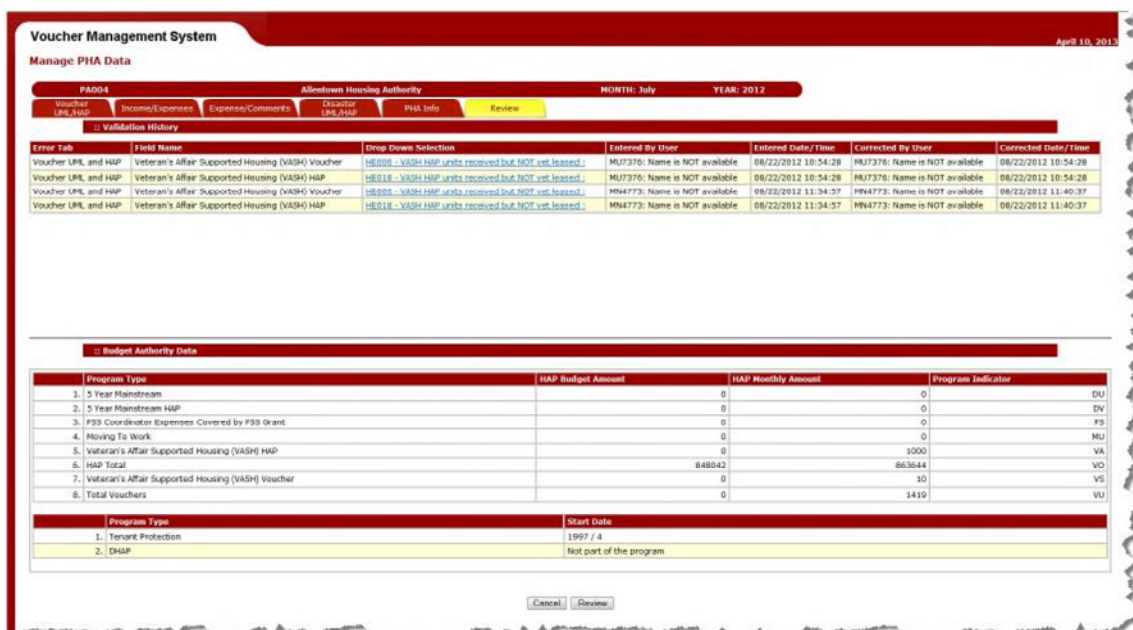 Voucher Management System
April 10, 2013
Manage PHA Data
PA004 Allentown Housing Authority MONTH: July YEAR: 2012
Voucher UML/HAP Income/Expenses Expense/Comments Disaster UML/HAP PHA Info Review
:: Validation History
Error Tab Field Name Drop Down Selection Entered By User Entered Date/Time Corrected By User Corrected Date/Time
Voucher UML and HAP Veteran's Affair Supported Housing (VASH) Voucher HE006 - VASH HAP units received but NOT yet leased : MU7376: Name is NOT available 08/22/2012 10:54:28 MU7376: Name is NOT available 08/22/2012 10:54:28
Voucher UML and HAP Veteran's Affair Supported Housing (VASH) HAP HE018 - VASH HAP units received but NOT yet leased : MU7376: Name is NOT available 08/22/2012 10:54:28 MU7376: Name is NOT available 08/22/2012 10:54:28
Voucher UML and HAP Veteran's Affair Supported Housing (VASH) Voucher HE006 - VASH HAP units received but NOT yet leased : MN4773: Name is NOT available 08/22/2012 11:34:57 MN4773: Name is NOT available 08/22/2012 11:40:37
Voucher UML and HAP Veteran's Affair Supported Housing (VASH) HAP HE018 - VASH HAP units received but NOT yet leased : MN4773: Name is NOT available 08/22/2012 11:34:57 MN4773: Name is NOT available 08/22/2012 11:40:37
:: Budget Authority Data
Program Type HAP Budget Amount HAP Monthly Amount Program Indicator
1. 5 Year Mainstream 0 0 DU
2. 5 Year Mainstream HAP 0 0 DV
3. FSS Coordinator Expenses Covered by FSS Grant 0 0 FS
4. Moving To Work 0 0 MU
5. Veteran's Affair Supported Housing (VASH) HAP 0 1000 VA
6. HAP Total 848042 863644 VO
7. Veteran's Affair Supported Housing (VASH) Voucher 0 10 VS
8. Total Vouchers 0 1419 VU
Program Type Start Date
1. Tenant Protection 1997 / 4
2. DHAP Not part of the program
Cancel Review